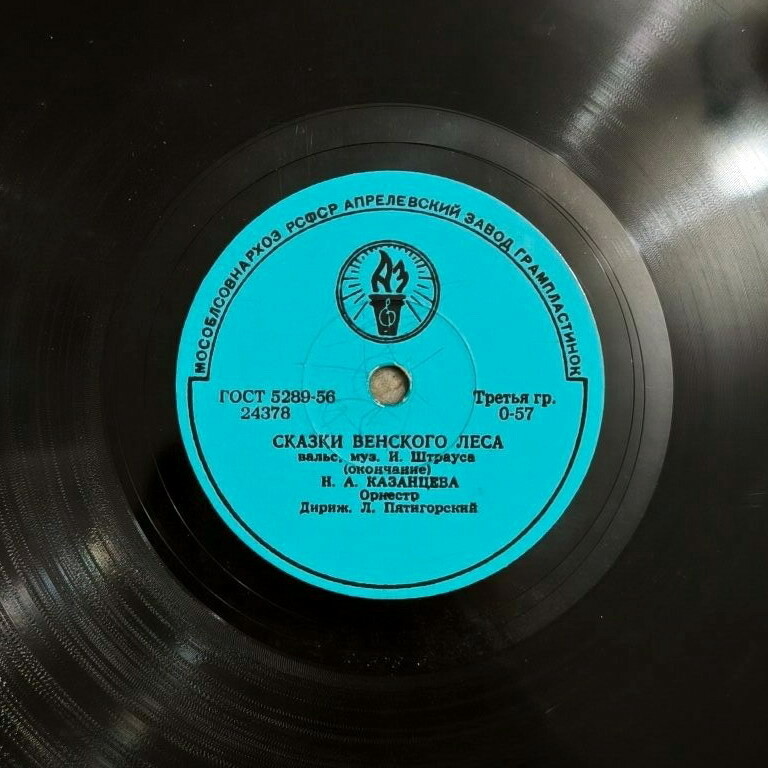 МОСОБЛСОВНАРХОЗ РСФСР АПРЕЛЕВСКИЙ ЗАВОД ГРАМПЛАСТИНОК
АЗ
ГОСТ 5289-56
24378
Третья гр.
0-57
СКАЗКИ ВЕНСКОГО ЛЕСА
вальс, муз. И. Штрауса
(окончание)
Н. А. КАЗАНЦЕВА
Оркестр
Дириж. Л. Пятигорский